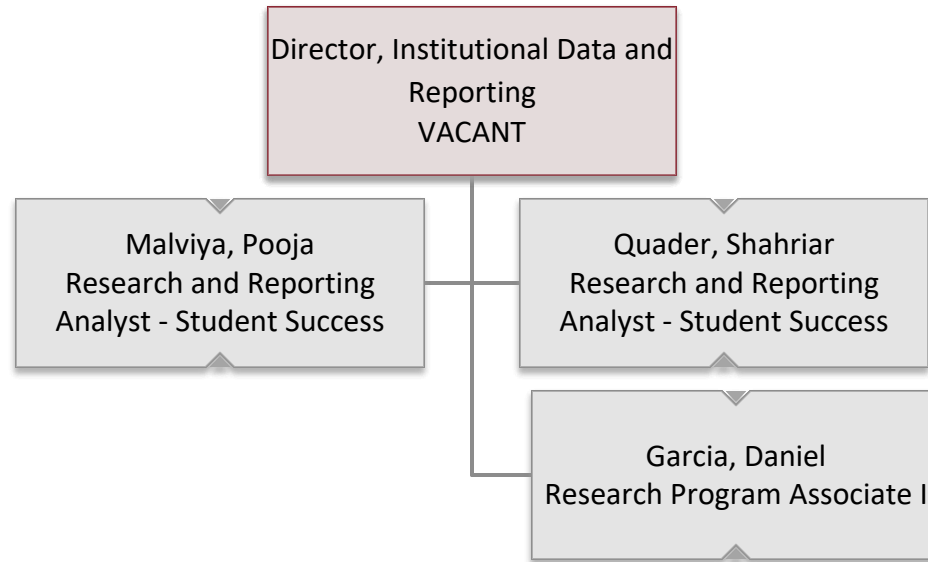 Director, Institutional Data and
Reporting
VACANT
Malviya, Pooja
Research and Reporting
Analyst - Student Success
Quader, Shahriar
Research and Reporting
Analyst - Student Success
Garcia, Daniel
Research Program Associate I